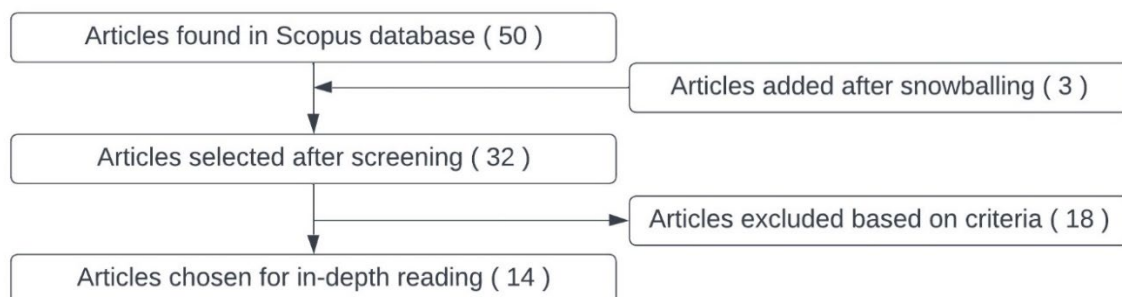 Articles found in Scopus database ( 50 )
Articles added after snowballing ( 3 )
Articles selected after screening ( 32 )
Articles excluded based on criteria ( 18 )
Articles chosen for in-depth reading ( 14 )